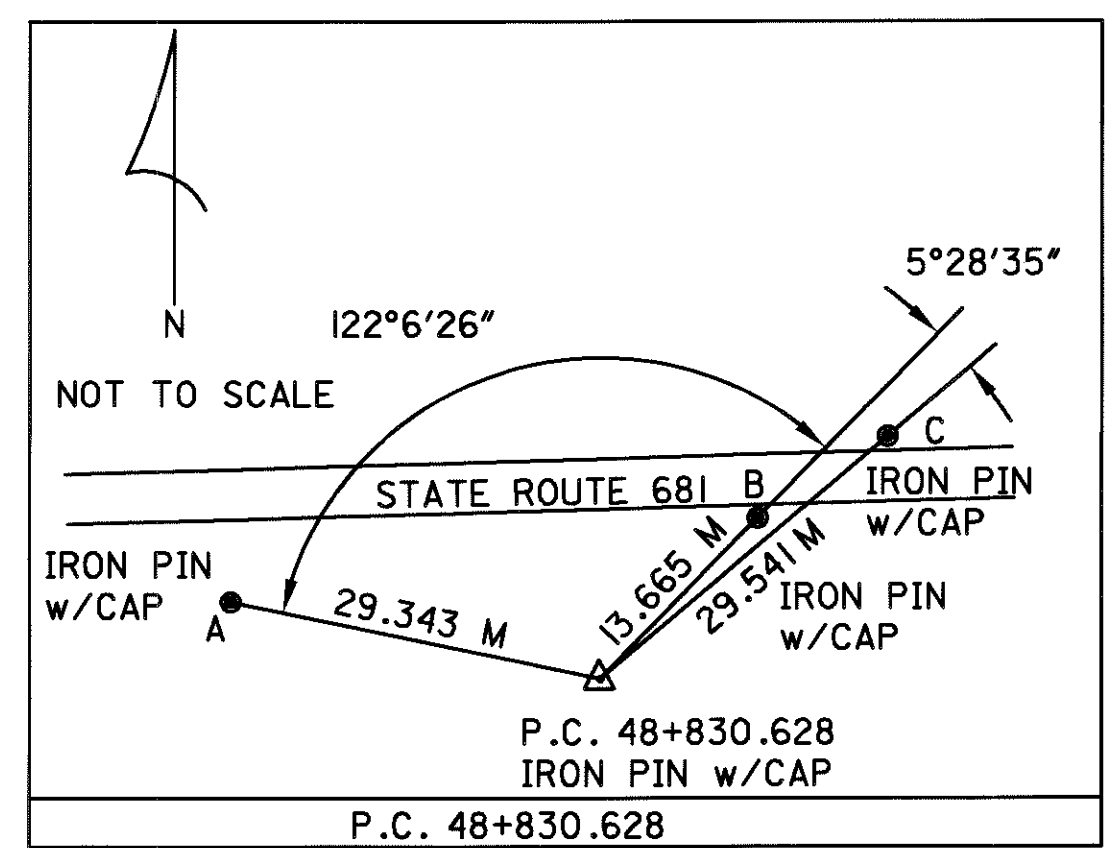 5°28'35"
122°6'26"
N
NOT TO SCALE
C
STATE ROUTE 681
B
IRON PIN
w/CAP
IRON PIN
w/CAP
A
29.343 M
13.665 M
29.541 M
IRON PIN
w/CAP
P.C. 48+830.628
IRON PIN w/CAP
P.C. 48+830.628